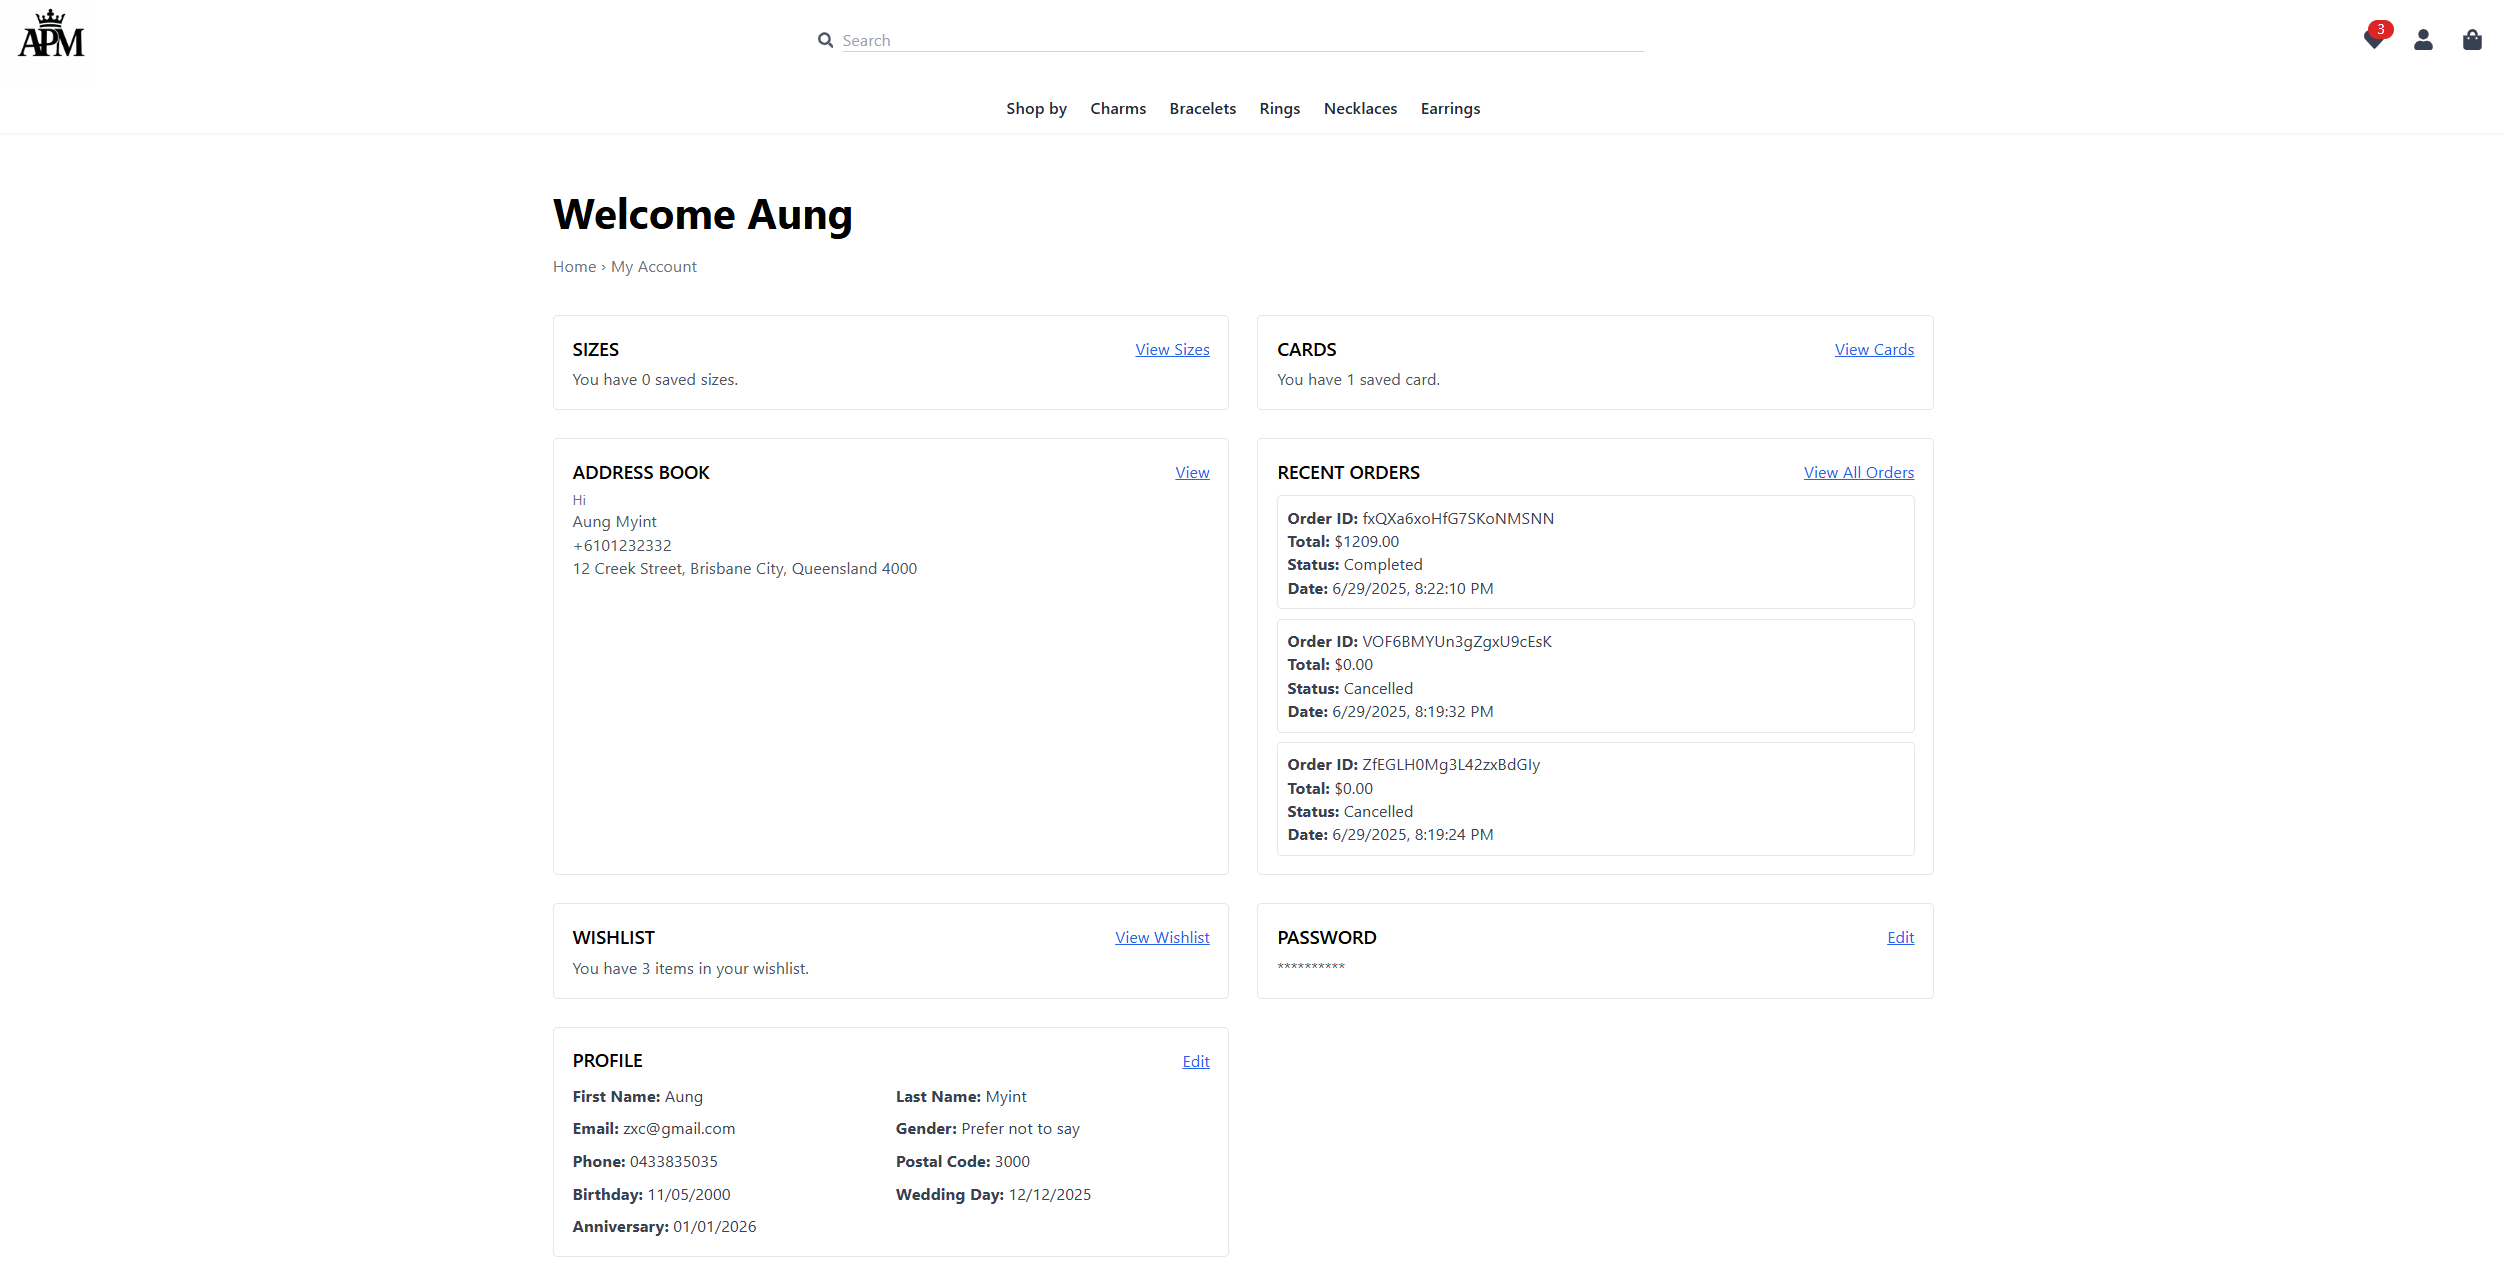 APM
Search
3
Shop by Charms Bracelets Rings Necklaces Earrings
Welcome Aung
Home › My Account
SIZES
View Sizes
You have 0 saved sizes.
CARDS
View Cards
You have 1 saved card.
ADDRESS BOOK
View
Hi
Aung Myint
+6101232332
12 Creek Street, Brisbane City, Queensland 4000
RECENT ORDERS
View All Orders
Order ID: fxQXa6xoHfG7SKoNMSNN
Total: $1209.00
Status: Completed
Date: 6/29/2025, 8:22:10 PM
Order ID: VOF6BMYUn3gZgxU9cEsK
Total: $0.00
Status: Cancelled
Date: 6/29/2025, 8:19:32 PM
Order ID: ZfEGLH0Mg3L42zxBdGIy
Total: $0.00
Status: Cancelled
Date: 6/29/2025, 8:19:24 PM
WISHLIST
View Wishlist
You have 3 items in your wishlist.
PASSWORD
Edit
**********
PROFILE
Edit
First Name: Aung
Last Name: Myint
Email: zxc@gmail.com
Gender: Prefer not to say
Phone: 0433835035
Postal Code: 3000
Birthday: 11/05/2000
Wedding Day: 12/12/2025
Anniversary: 01/01/2026